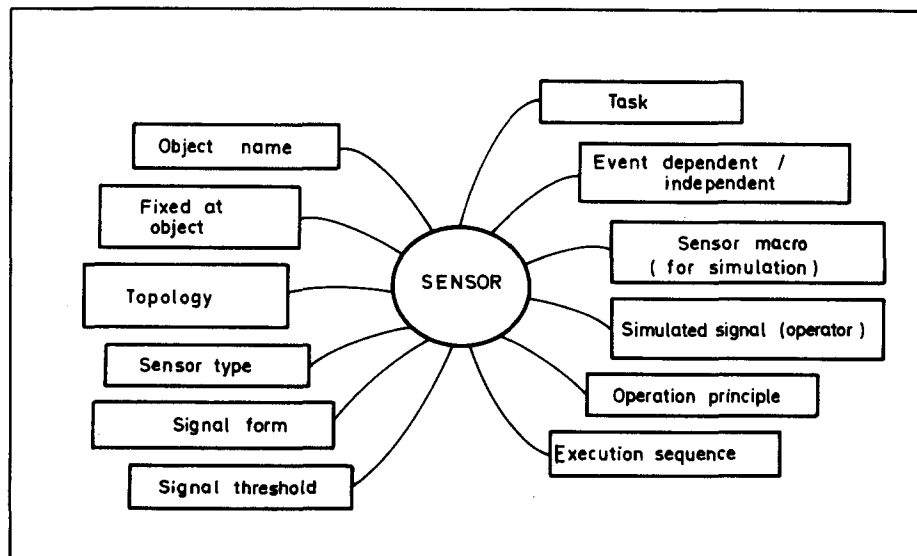 Task
Object name
Event dependent /
independent
Fixed at
object
Sensor macro
( for simulation )
SENSOR
Topology
Simulated signal (operator )
Sensor type
Operation principle
Signal form
Execution sequence
Signal threshold